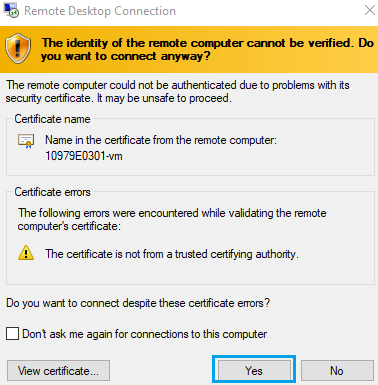 Remote Desktop Connection
The identity of the remote computer cannot be verified. Do
you want to connect anyway?
The remote computer could not be authenticated due to problems with its
security certificate. It may be unsafe to proceed.
Certificate name
Name in the certificate from the remote computer:
10979E0301-vm
Certificate errors
The following errors were encountered while validating the remote
computer's certificate:
The certificate is not from a trusted certifying authority.
Do you want to connect despite these certificate errors?
Don't ask me again for connections to this computer
View certificate... Yes No